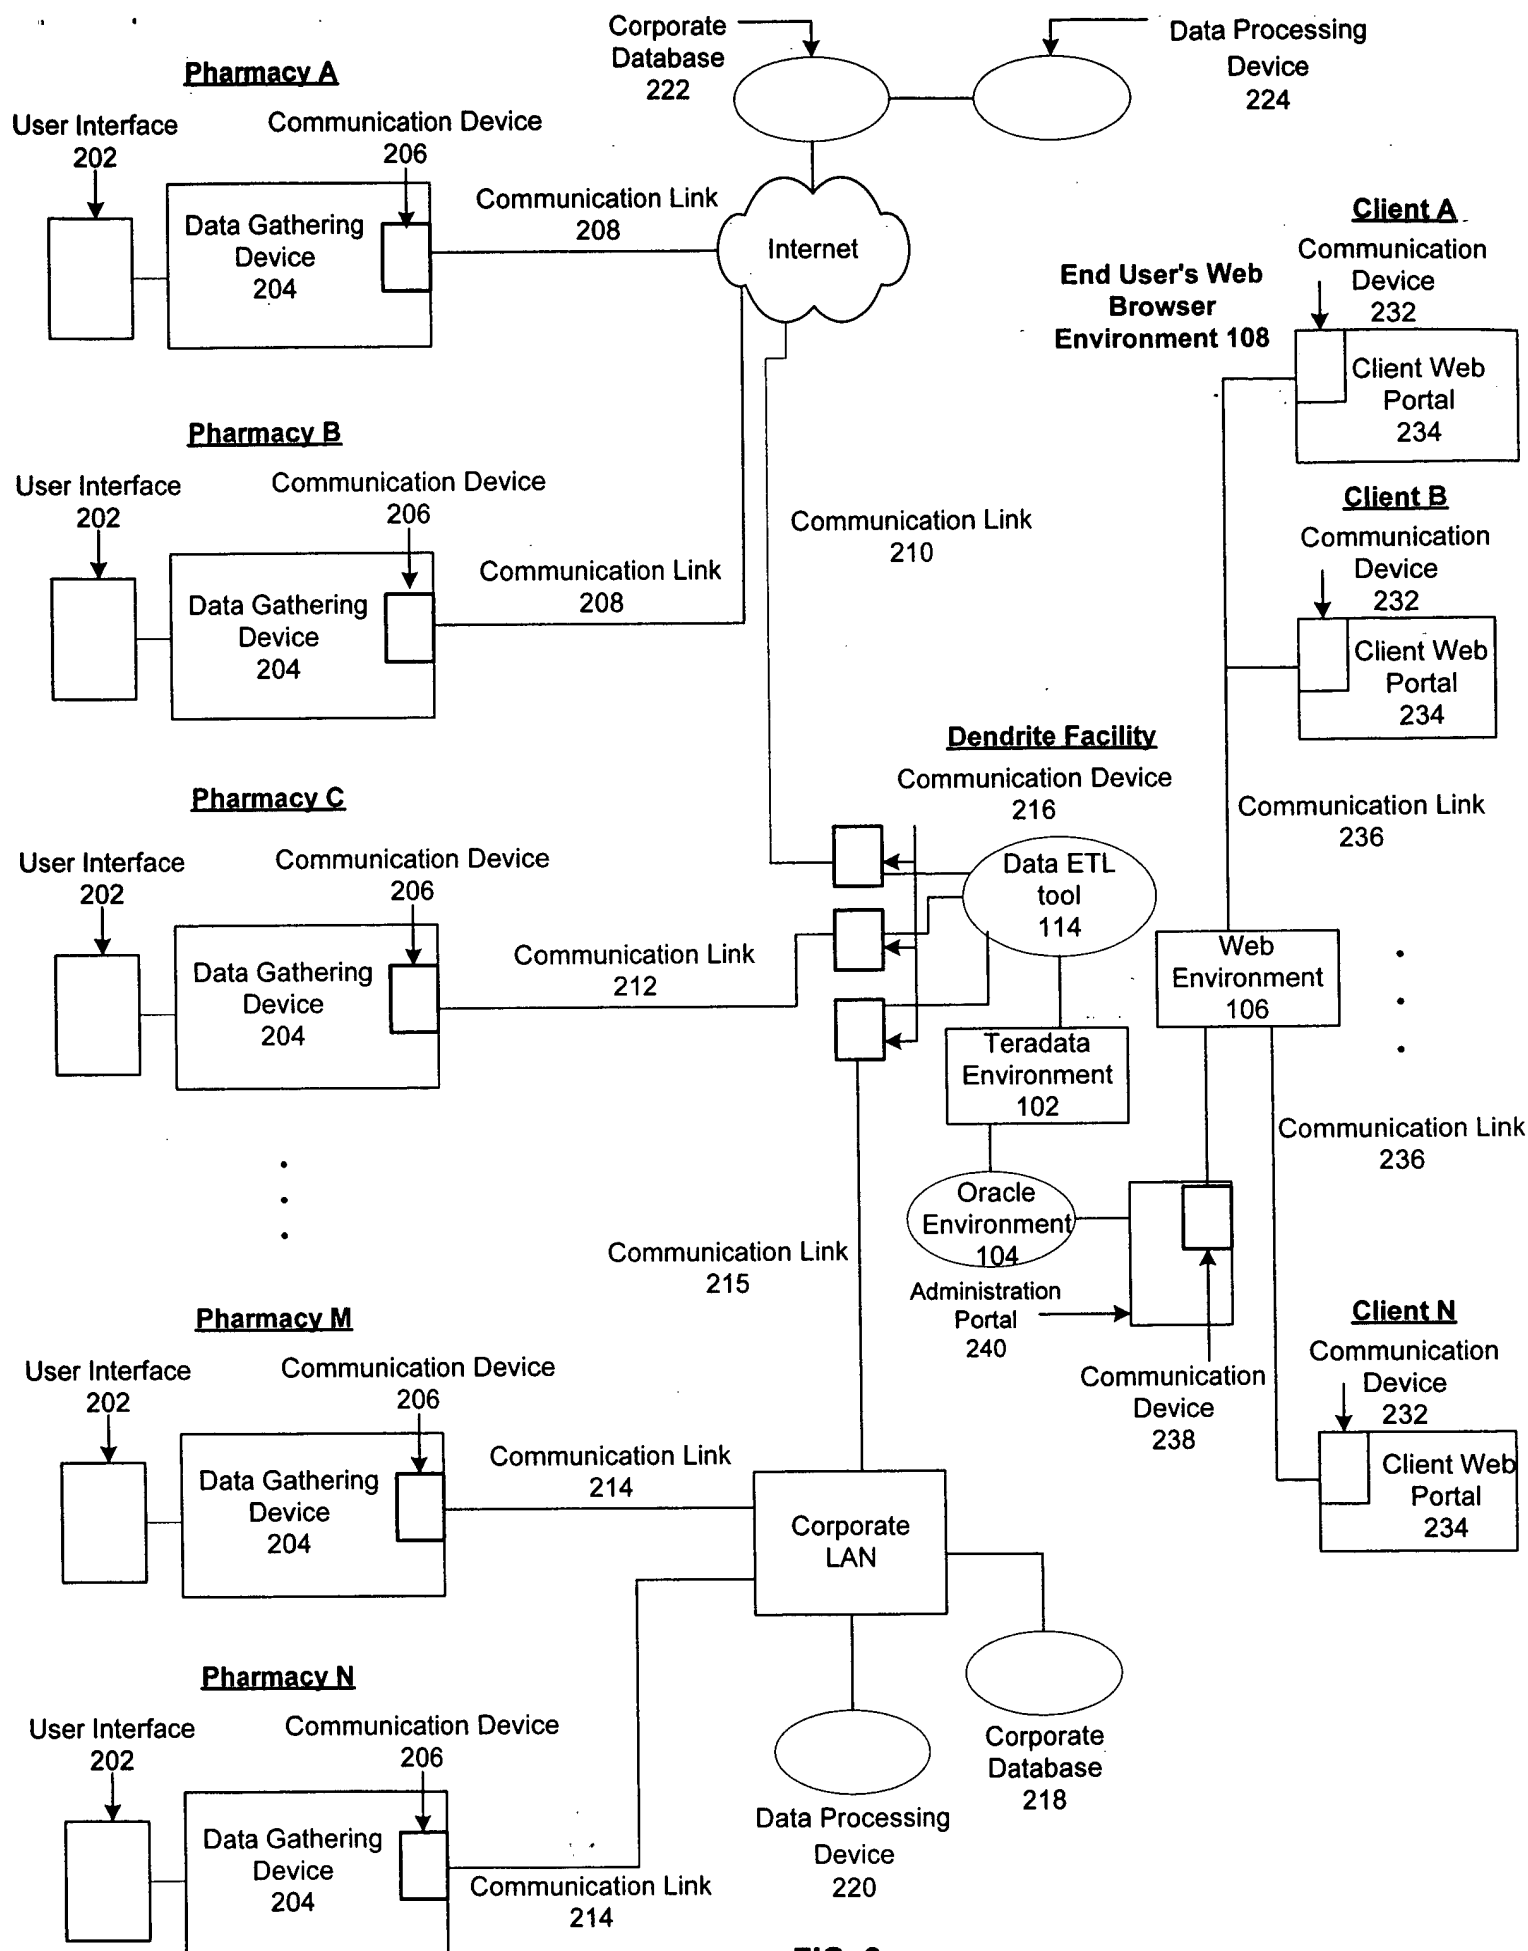 Corporate
Database
222
Data Processing
Device
224
Pharmacy A
User Interface
202
Communication Device
206
Data Gathering
Device
204
Communication Link
208
Internet
Client A
Communication
Device
232
End User's Web
Browser
Environment 108
Client Web
Portal
234
Pharmacy B
User Interface
202
Communication Device
206
Data Gathering
Device
204
Communication Link
208
Communication Link
210
Client B
Communication
Device
232
Client Web
Portal
234
Dendrite Facility
Communication Device
216
Communication Link
236
Pharmacy C
User Interface
202
Communication Device
206
Data Gathering
Device
204
Communication Link
212
Data ETL
tool
114
Web
Environment
106
Teradata
Environment
102
Communication Link
236
Oracle
Environment
104
Communication Link
215
Administration
Portal
240
Communication
Device
238
Pharmacy M
User Interface
202
Communication Device
206
Data Gathering
Device
204
Communication Link
214
Client N
Communication
Device
232
Client Web
Portal
234
Corporate
LAN
Pharmacy N
User Interface
202
Communication Device
206
Data Gathering
Device
204
Communication Link
214
Data Processing
Device
220
Corporate
Database
218